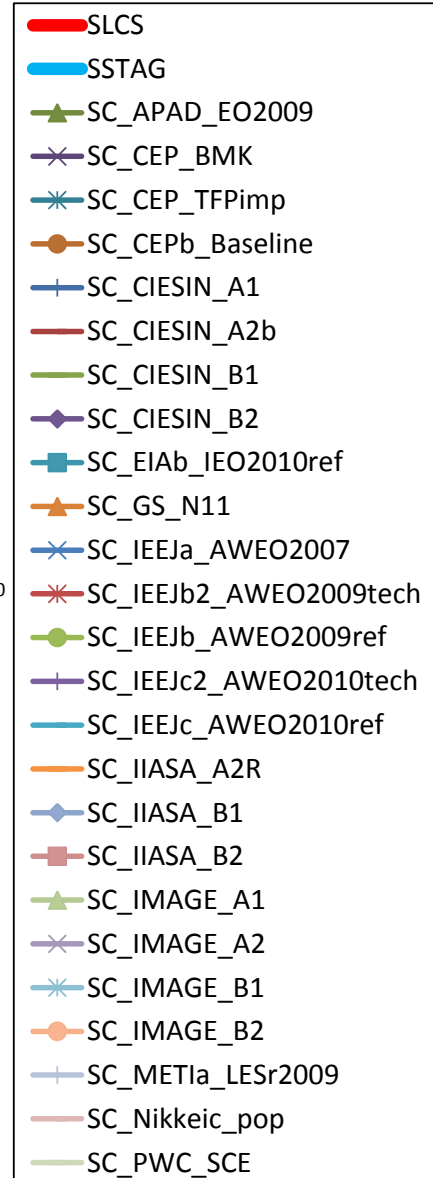 SLCS
SSTAG
SC_APAD_EO2009
SC_CEP_BMK
SC_CEP_TFPimp
SC_CEPb_Baseline
SC_CIESIN_A1
SC_CIESIN_A2b
SC_CIESIN_B1
SC_CIESIN_B2
SC_EIAb_IEO2010ref
SC_GS_N11
SC_IEEJa_AWEO2007
0
SC_IEEJb2_AWEO2009tech
SC_IEEJb_AWEO2009ref
SC_IEEJc2_AWEO2010tech
SC_IEEJc_AWEO2010ref
SC_IIASA_A2R
SC_IIASA_B1
SC_IIASA_B2
SC_IMAGE_A1
SC_IMAGE_A2
SC_IMAGE_B1
SC_IMAGE_B2
SC_METIa_LESr2009
SC_Nikkeic_pop
SC_PWC_SCE